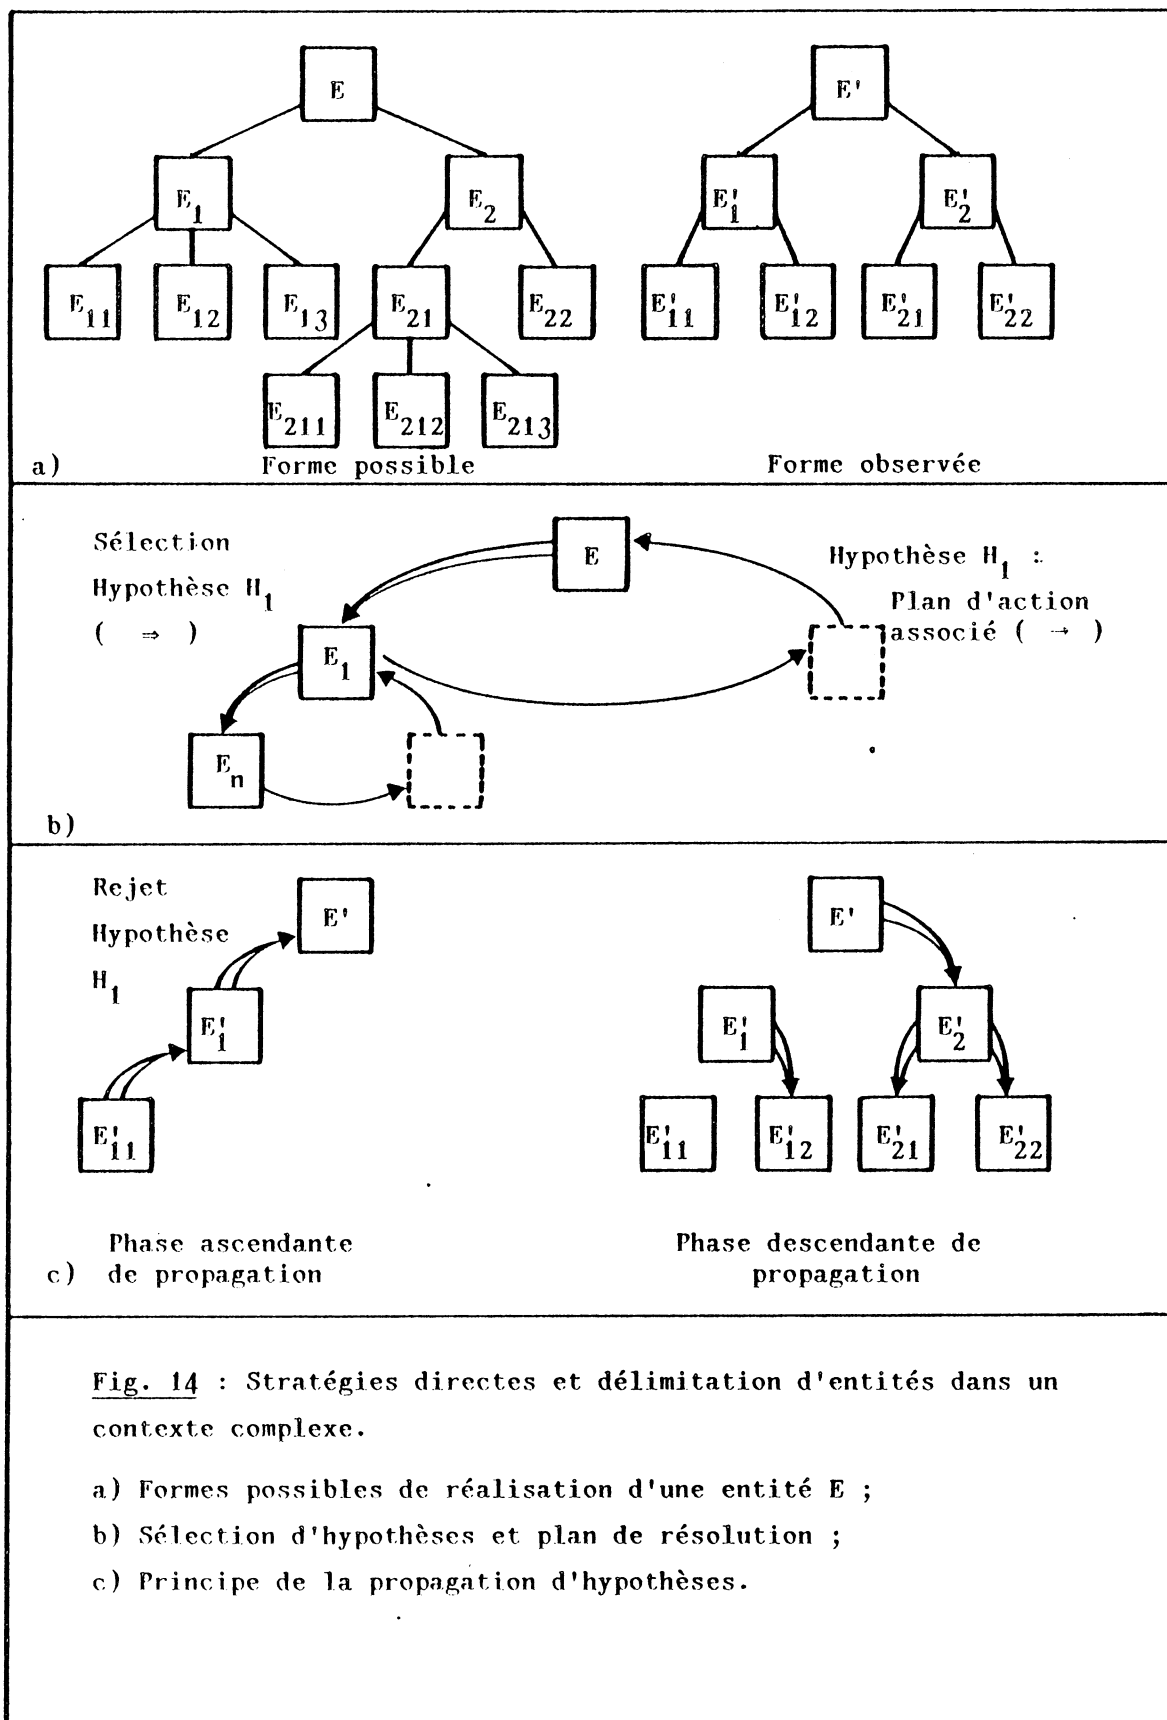 E E'
E1 E2 E'1 E'2
E11 E12 E13 E21 E22 E'11 E'12 E'21 E'22
E211 E212 E213
a) Forme possible Forme observée
Sélection
Hypothèse H1
( ⇒ )
E
Hypothèse H1 :
Plan d'action
associé ( → )
E1
En
b)
Rejet
Hypothèse
H1
E'
E'1
E'11
E'
E'1 E'2
E'11 E'12 E'21 E'22
Phase ascendante
c) de propagation
Phase descendante de
propagation
Fig. 14 : Stratégies directes et délimitation d'entités dans un
contexte complexe.
a) Formes possibles de réalisation d'une entité E ;
b) Sélection d'hypothèses et plan de résolution ;
c) Principe de la propagation d'hypothèses.